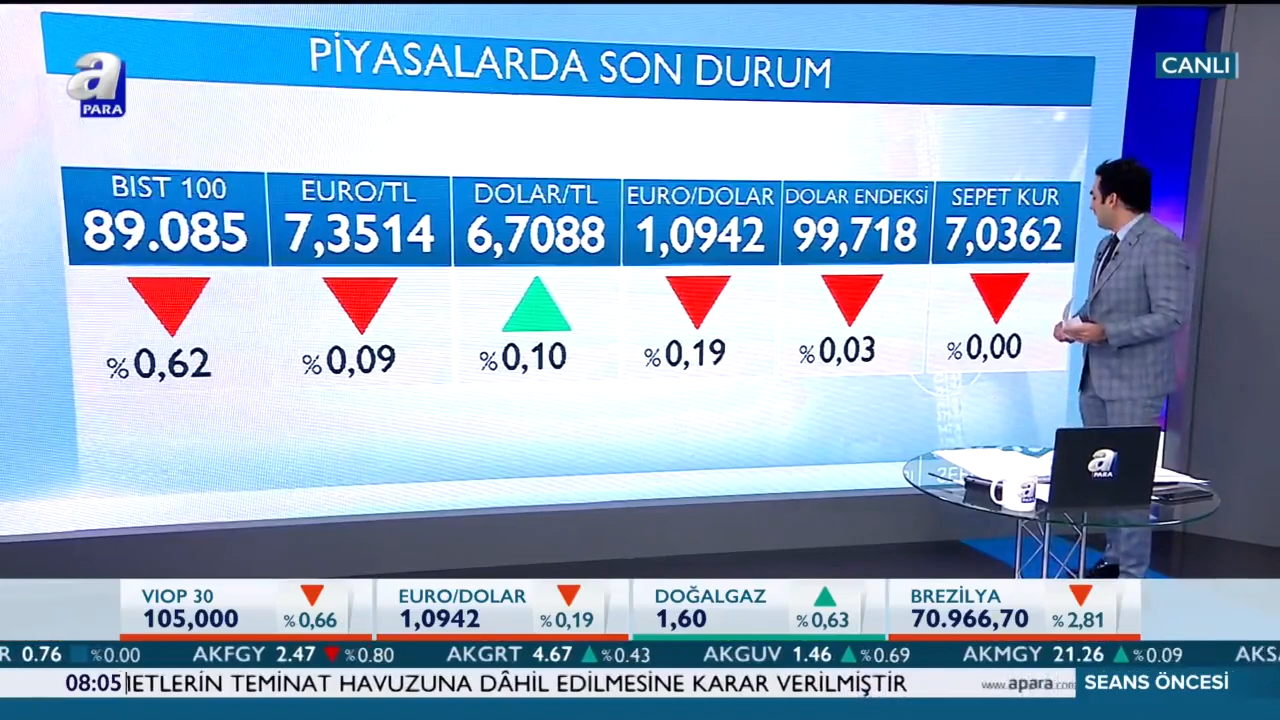 PİYASALARDA SON DURUM
a
PARA
CANLI
BIST 100
89.085
%0,62
EURO/TL
7,3514
%0,09
DOLAR/TL
6,7088
%0,10
EURO/DOLAR
1,0942
%0,19
DOLAR ENDEKSİ
99,718
%0,03
SEPET KUR
7,0362
%0,00
a
PARA
VIOP 30
105,000
%0,66
EURO/DOLAR
1,0942
%0,19
DOĞALGAZ
1,60
%0,63
BREZİLYA
70.966,70
%2,81
R 0.76 %0.00 AKFGY 2.47 %0.80 AKGRT 4.67 %0.43 AKGUV 1.46 %0.69 AKMGY 21.26 %0.09 AKS
08:05 METLERİN TEMİNAT HAVUZUNA DÂHİL EDİLMESİNE KARAR VERİLMİŞTİR www.apara.com SEANS ÖNCESİ